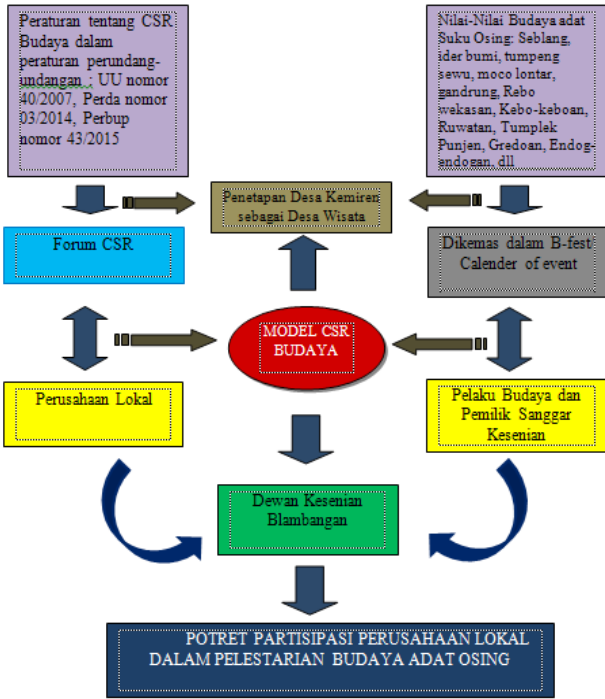 Peraturan tentang CSR
Budaya dalam
peraturan perundang-
undangan : UU nomor
40/2007, Perda nomor
03/2014, Perbup
nomor 43/2015
Nilai-Nilai Budaya adat
Suku Osing: Seblang,
ider bumi, tumpeng
sewu, moco lontar,
gandrung, Rebo
wekasan, Kebo-keboan,
Ruwatan, Tumplek
Punjen, Gredoan, Endog-
endogan, dll
Penetapan Desa Kemiren
sebagai Desa Wisata
Forum CSR
Dikemas dalam B-fest/
Calender of event
MODEL CSR
BUDAYA
Perusahaan Lokal
Pelaku Budaya dan
Pemilik Sanggar
Kesenian
Dewan Kesenian
Blambangan
POTRET PARTISIPASI PERUSAHAAN LOKAL
DALAM PELESTARIAN BUDAYA ADAT OSING